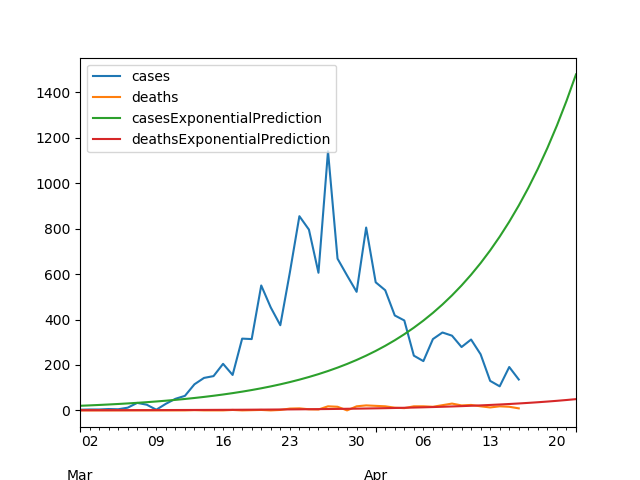 cases
deaths
casesExponentialPrediction
deathsExponentialPrediction
1400
1200
1000
800
600
400
200
0
02 09 16 23 30 06 13 20
Mar Apr